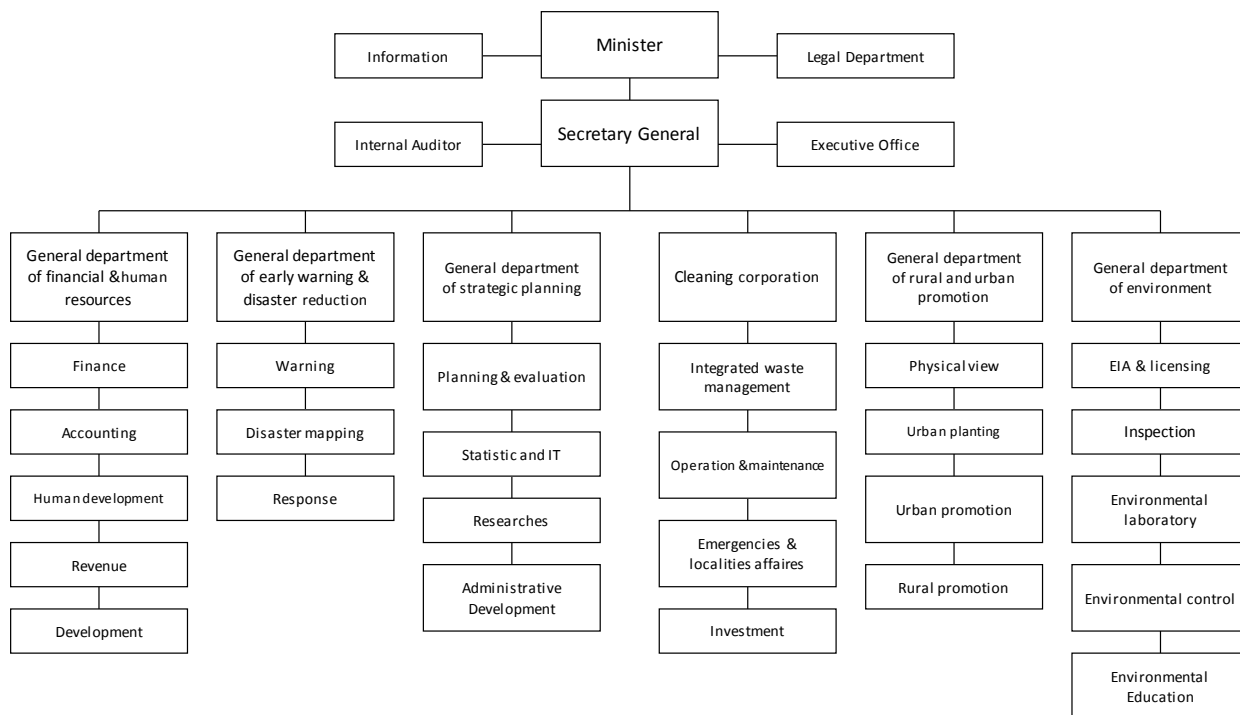 Minister
Information
Legal Department
Secretary General
Internal Auditor
Executive Office
General department
of financial & human
resources
General department
of early warning &
disaster reduction
General department
of strategic planning
Cleaning corporation
General department
of rural and urban
promotion
General department
of environment
Finance
Accounting
Human development
Revenue
Development
Warning
Disaster mapping
Response
Planning & evaluation
Statistic and IT
Researches
Administrative
Development
Integrated waste
management
Operation & maintenance
Emergencies &
localities affaires
Investment
Physical view
Urban planting
Urban promotion
Rural promotion
EIA & licensing
Inspection
Environmental
laboratory
Environmental control
Environmental
Education